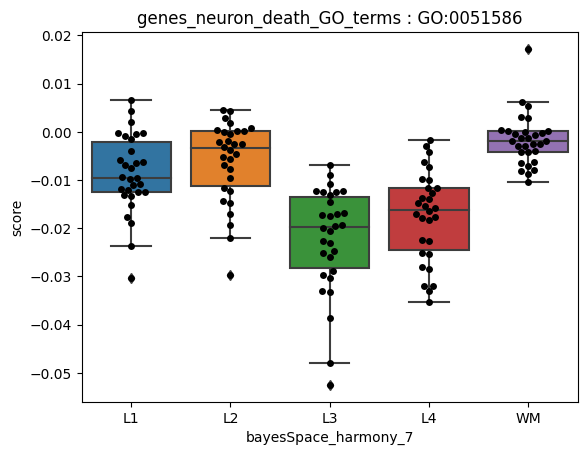 genes_neuron_death_GO_terms : GO:0051586
0.02
0.01
0.00
−0.01
−0.02
−0.03
−0.04
−0.05
score
L1 L2 L3 L4 WM
bayesSpace_harmony_7